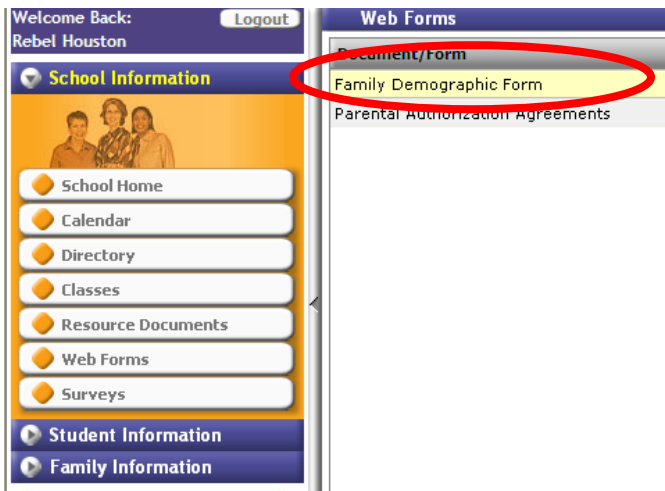 Welcome Back:
Logout
Rebel Houston
School Information
School Home
Calendar
Directory
Classes
Resource Documents
Web Forms
Surveys
Student Information
Family Information
Web Forms
Document/Form
Family Demographic Form
Parental Authorization Agreements